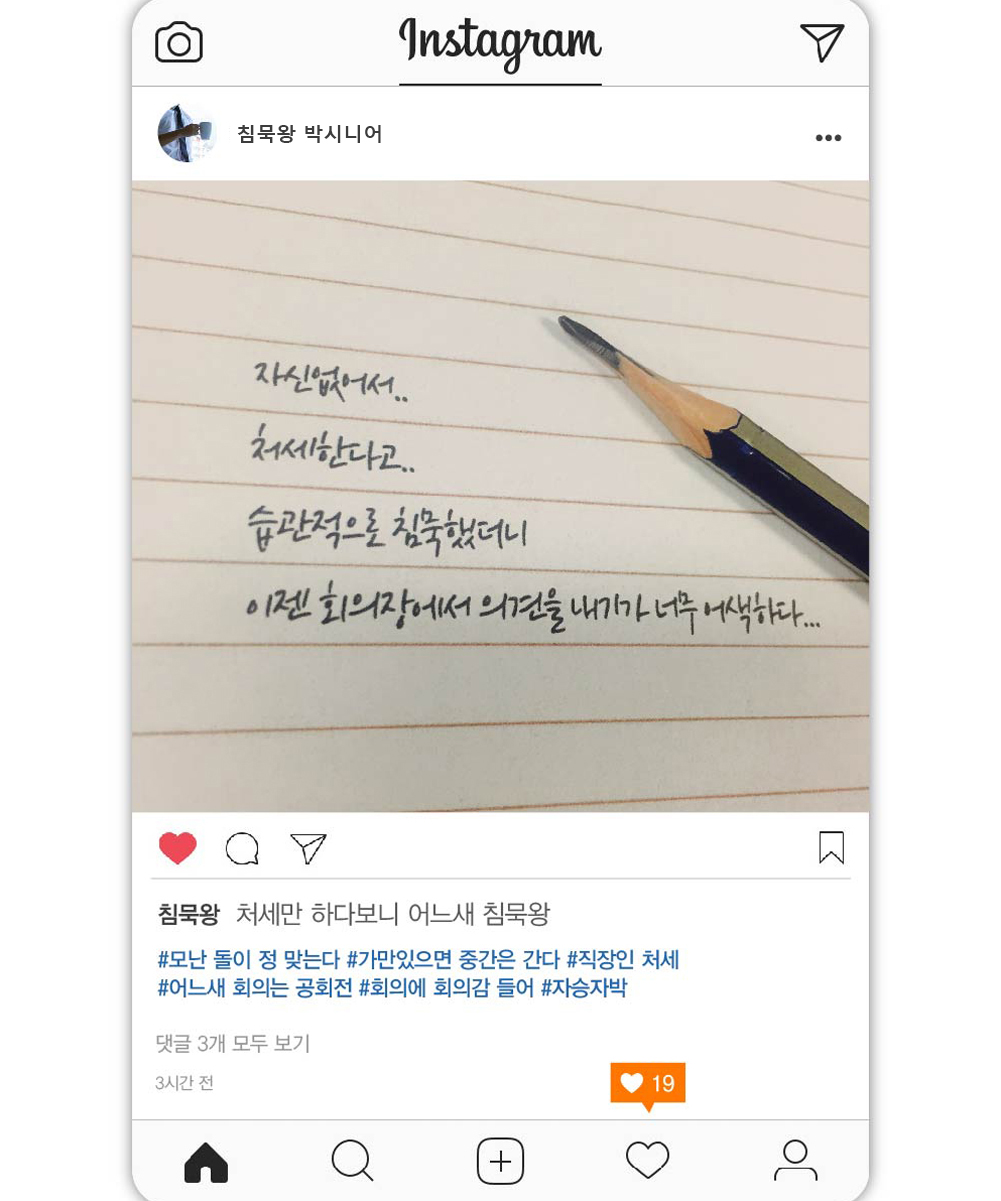 Instagram
침묵왕 박시니어
자신없어서..
처세한다고..
습관적으로 침묵했더니
이젠 회의장에서 의견을 내기가 너무 어색하다...
침묵왕 처세만 하다보니 어느새 침묵왕
#모난 돌이 정 맞는다 #가만있으면 중간은 간다 #직장인 처세
#어느새 회의는 공회전 #회의에 회의감 들어 #자승자박
댓글 3개 모두 보기
3시간 전
19